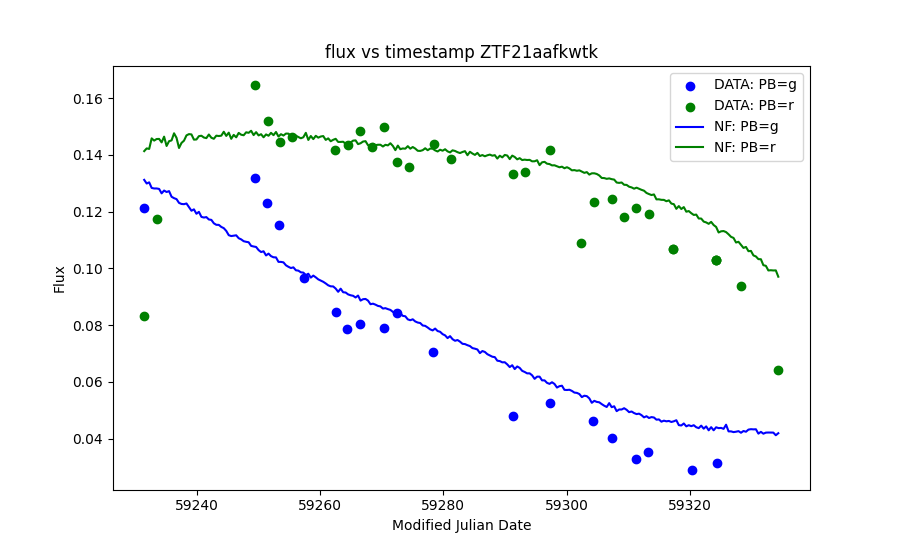 flux vs timestamp ZTF21aafkwtk
DATA: PB=g
DATA: PB=r
NF: PB=g
NF: PB=r
0.16
0.14
0.12
0.10
0.08
0.06
0.04
Flux
59240 59260 59280 59300 59320
Modified Julian Date